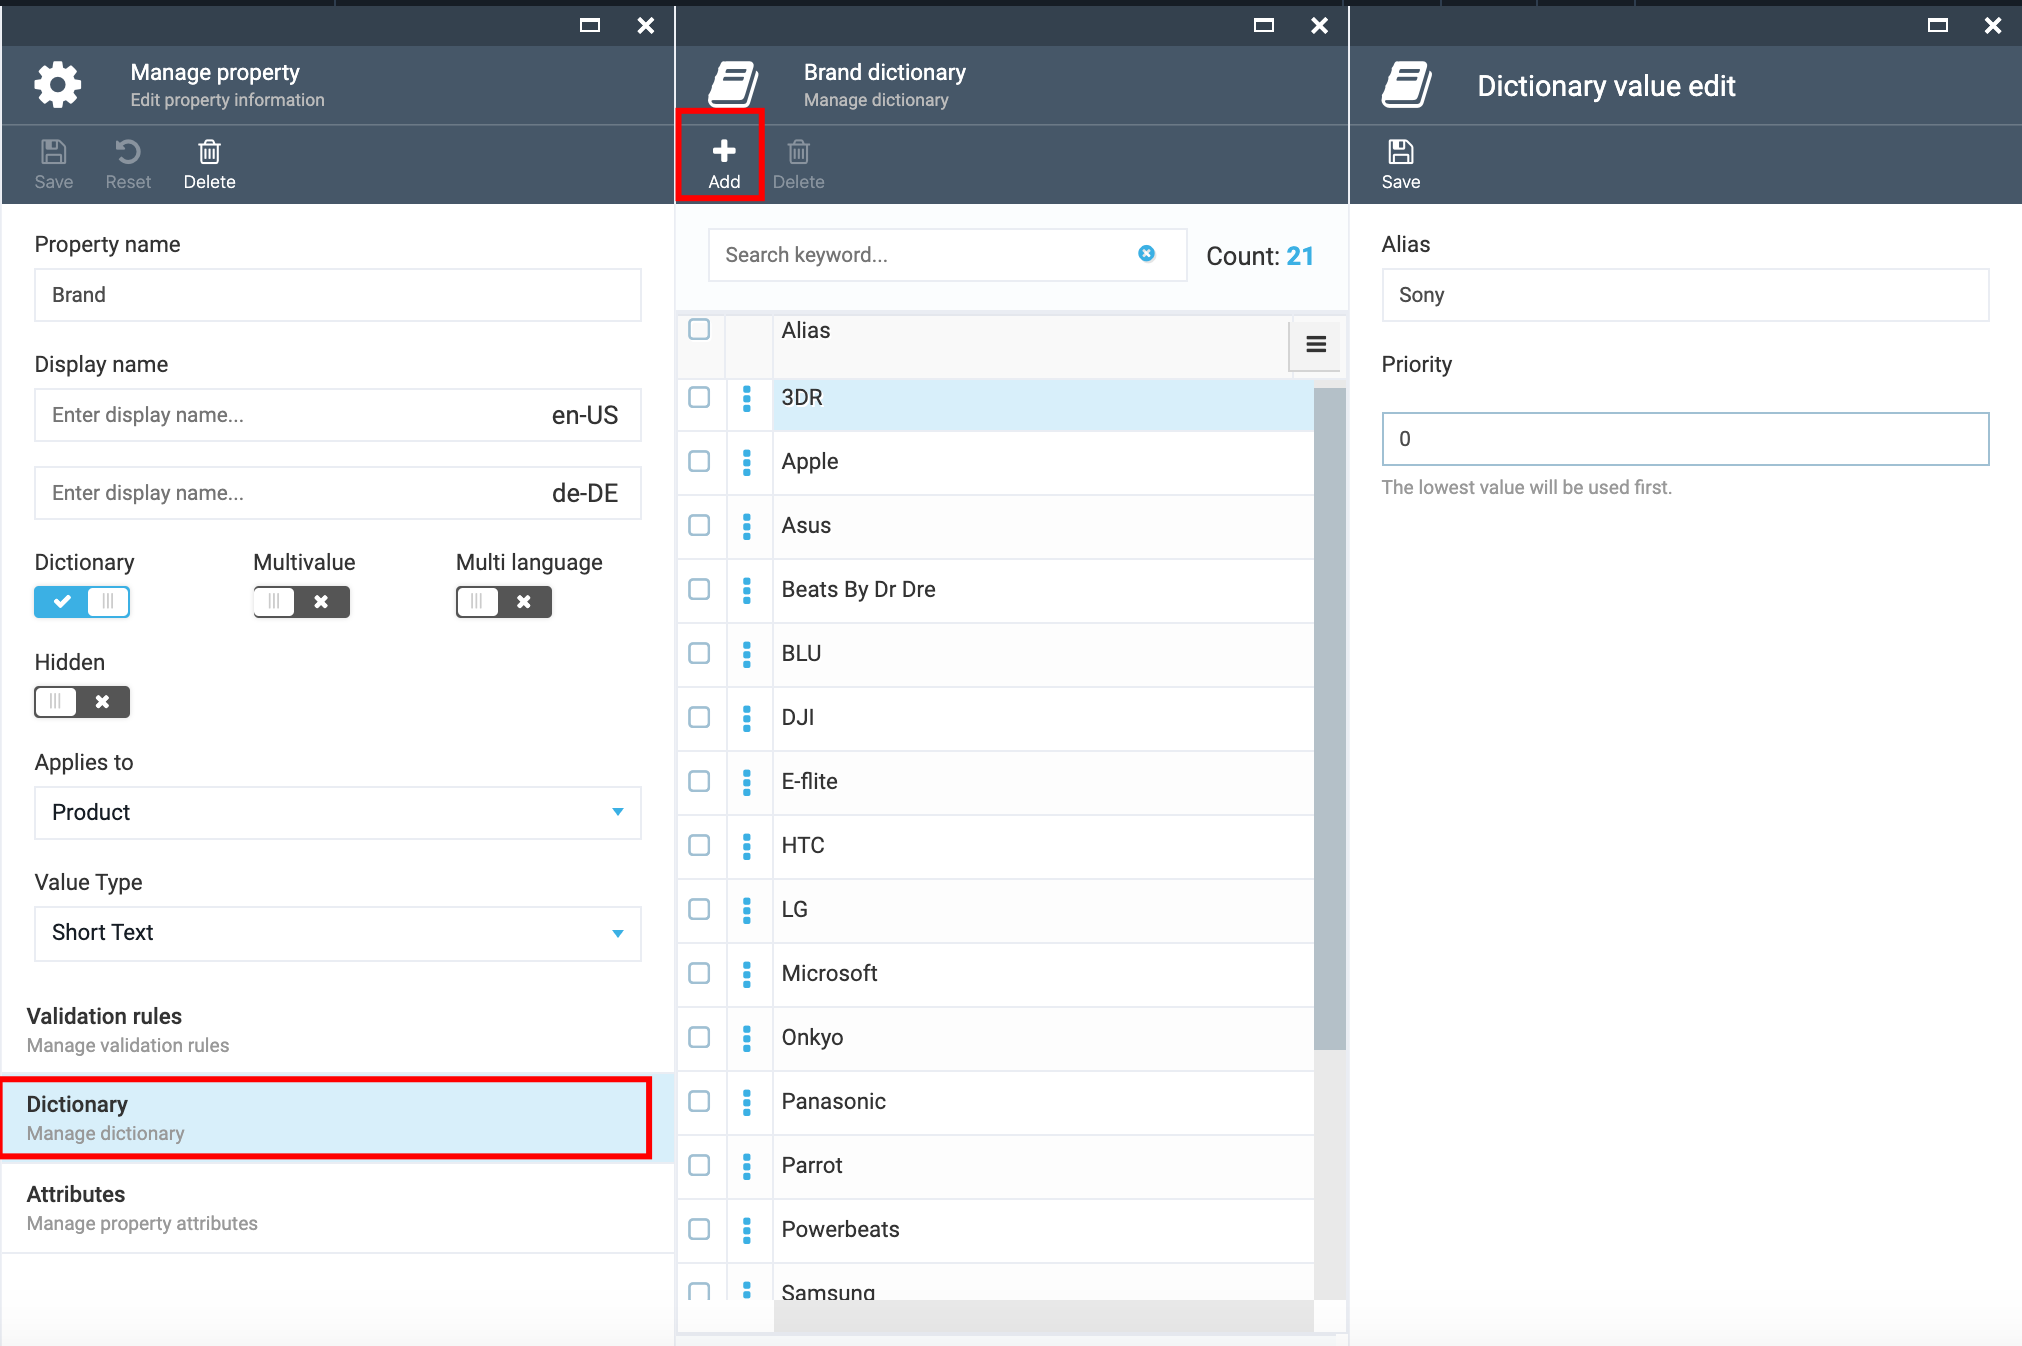 Manage property
Edit property information
Save
Reset
Delete
Property name
Brand
Display name
Enter display name... en-US
Enter display name... de-DE
Dictionary
Multivalue
Multi language
Hidden
Applies to
Product
Value Type
Short Text
Validation rules
Manage validation rules
Dictionary
Manage dictionary
Attributes
Manage property attributes
Brand dictionary
Manage dictionary
Add
Delete
Search keyword...
Count: 21
Alias
3DR
Apple
Asus
Beats By Dr Dre
BLU
DJI
E-flite
HTC
LG
Microsoft
Onkyo
Panasonic
Parrot
Powerbeats
Samsung
Dictionary value edit
Save
Alias
Sony
Priority
0
The lowest value will be used first.